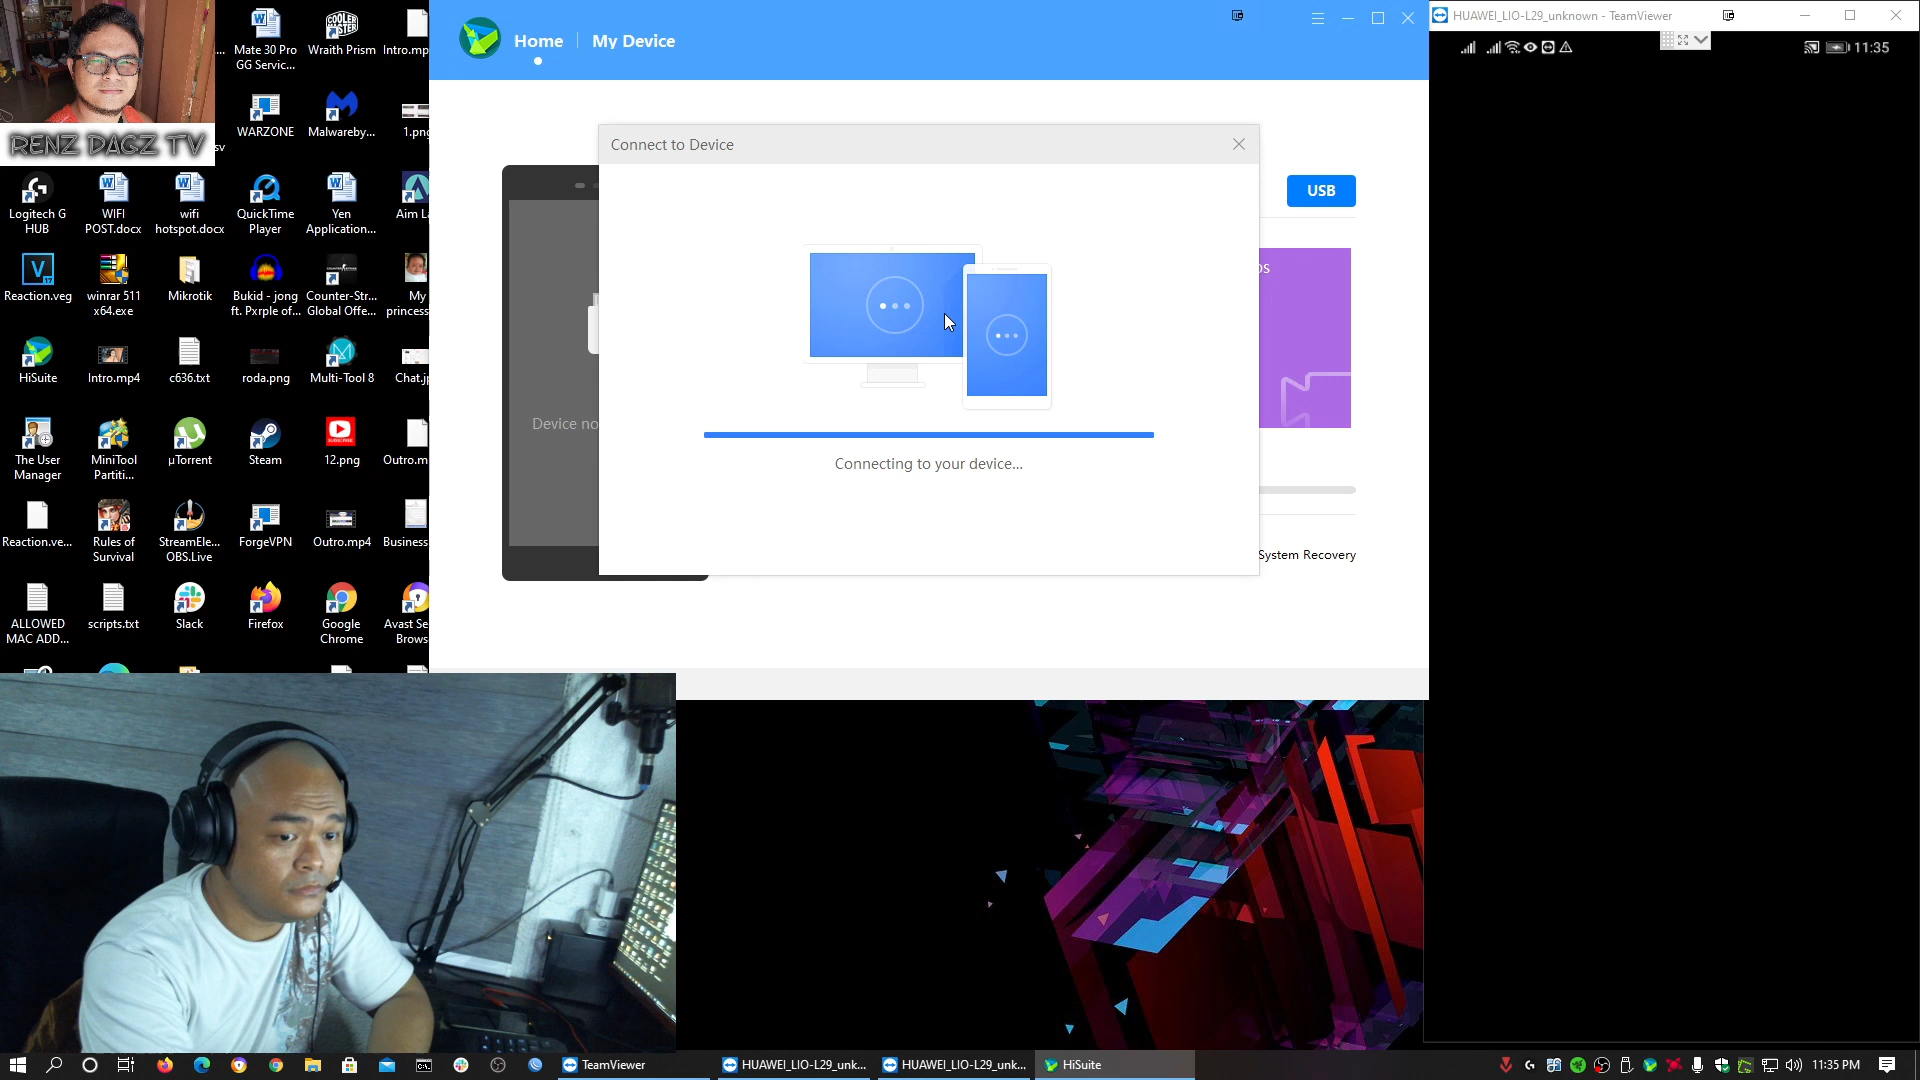 RENZ DAGZ TV
sv
Mate 30 Pro
GG Servic...
Wraith Prism
Intro.mp
WARZONE
Malwareby...
1.png
Logitech G
HUB
WIFI
POST.docx
wifi
hotspot.docx
QuickTime
Player
Yen
Application...
Aim L
Reaction.veg
winrar 511
x64.exe
Mikrotik
Bukid - jong
ft. Pxrple of...
Counter-Str...
Global Offe...
My
princess
HiSuite
Intro.mp4
c636.txt
roda.png
Multi-Tool 8
Chat.j
The User
Manager
MiniTool
Partiti...
µTorrent
Steam
SUBSCRIBE
12.png
Outro.m
Reaction.ve...
Rules of
Survival
StreamEle...
OBS.Live
ForgeVPN
Outro.mp4
Business
ALLOWED
MAC ADD...
scripts.txt
Slack
Firefox
Google
Chrome
Avast Se
Brows
Home
My Device
Connect to Device
USB
os
Device no
Connecting to your device...
System Recovery
HUAWEI_LIO-L29_unknown - TeamViewer
11:35
TeamViewer
HUAWEI_LIO-L29_unk...
HUAWEI_LIO-L29_unk...
HiSuite
11:35 PM